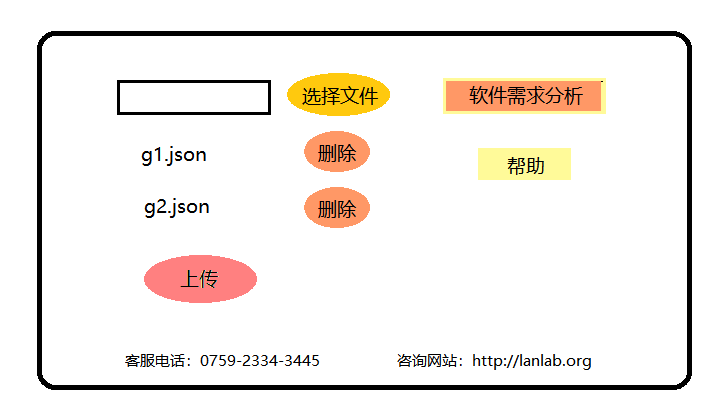 选择文件
软件需求分析
g1.json
删除
帮助
g2.json
删除
上传
客服电话：0759-2334-3445
咨询网站：http://lanlab.org